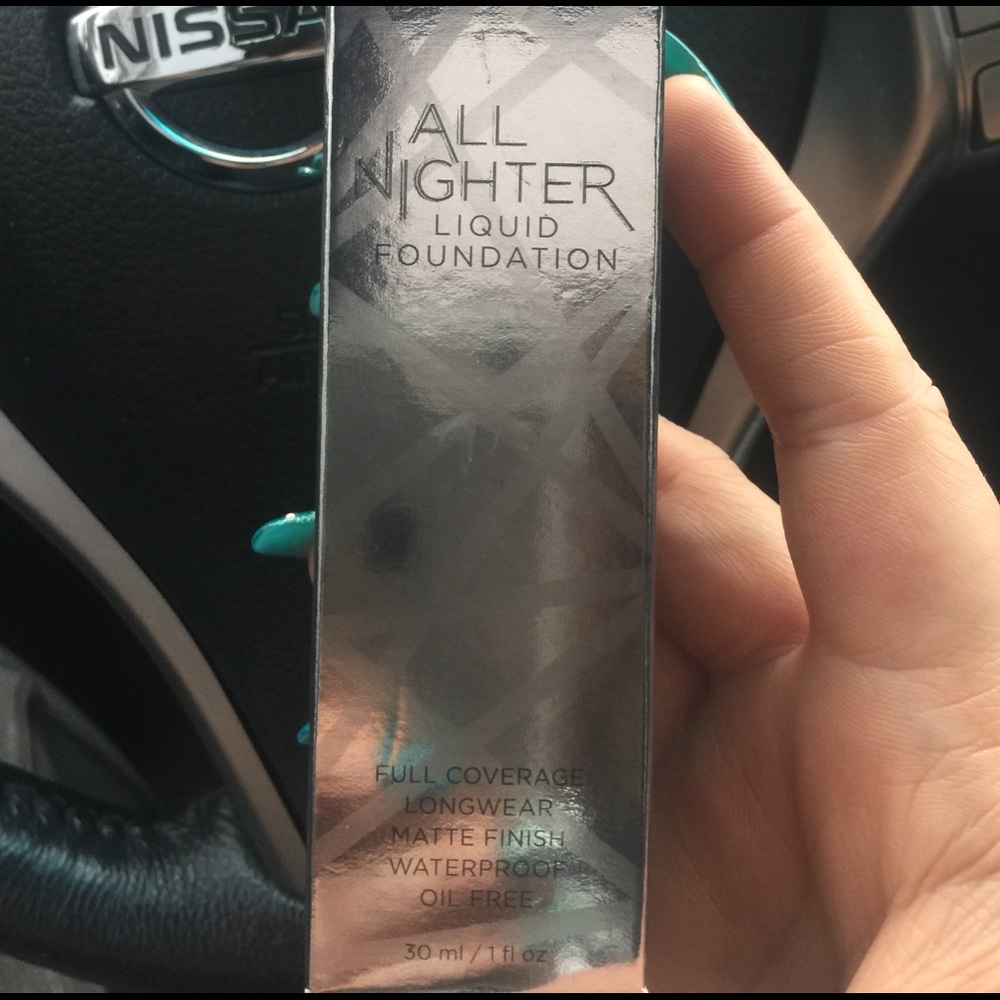 NISSA
ALL
NIGHTER
LIQUID
FOUNDATION
FULL COVERAGE
LONGWEAR
MATTE FINISH
WATERPROOF
OIL FREE
30 ml / 1 fl oz